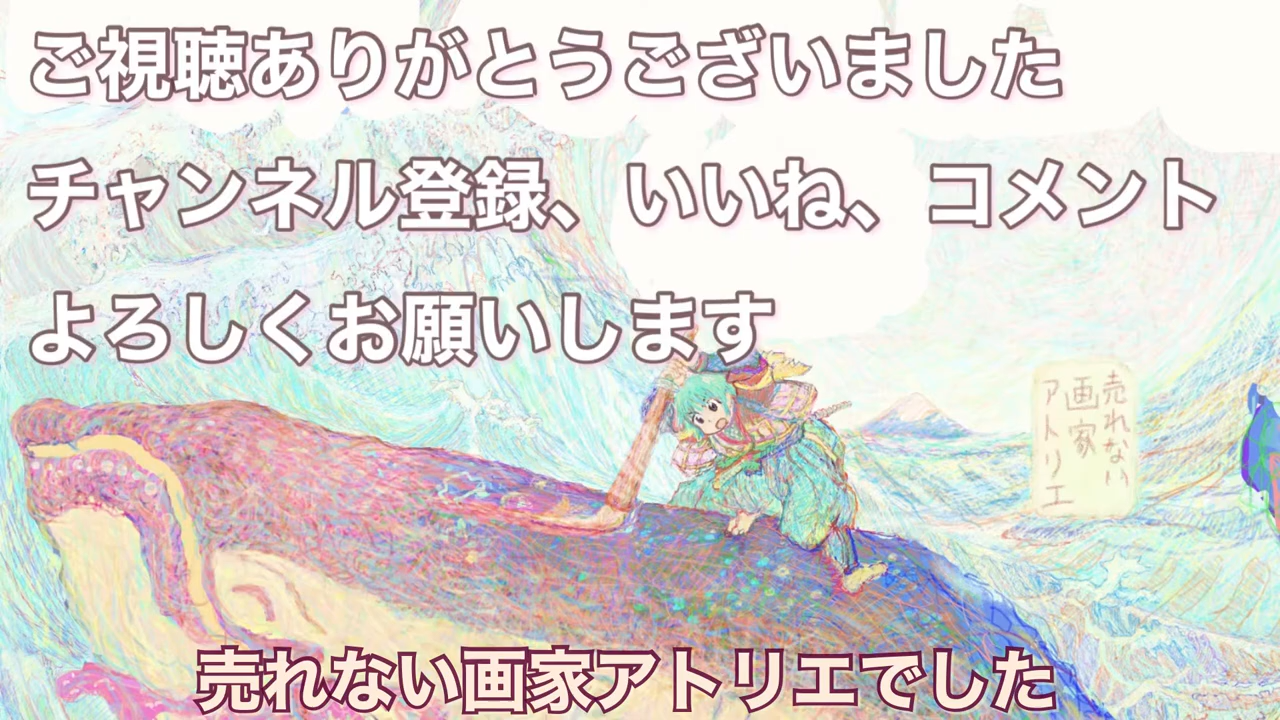 ご視聴ありがとうございました
チャンネル登録、いいね、コメント
よろしくお願いします
売れない
画家
アトリエ
売れない画家アトリエでした